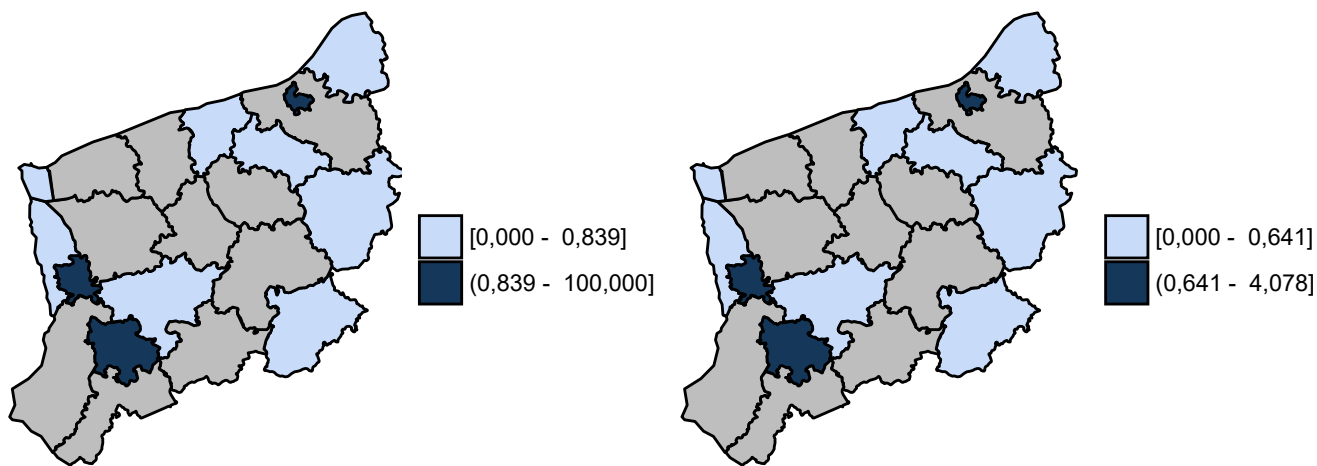 [0,000 - 0,839]
(0,839 - 100,000]
[0,000 - 0,641]
(0,641 - 4,078]